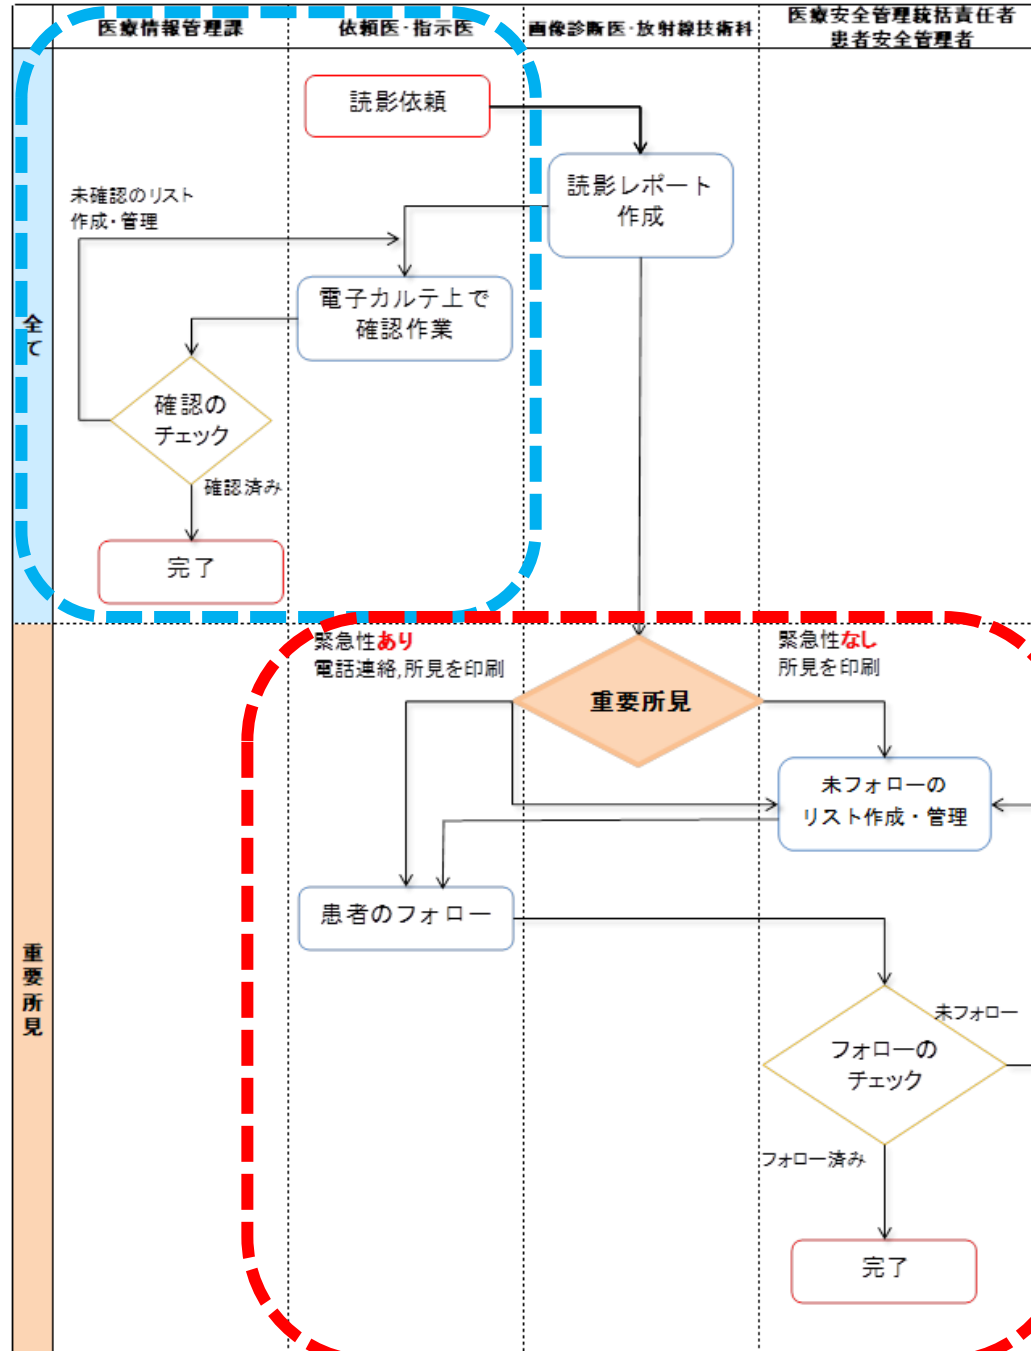 医療情報管理課
依頼医・指示医
画像診断医・放射線技術科
医療安全管理統括責任者
患者安全管理者
全て
読影依頼
読影レポート
作成
未確認のリスト
作成・管理
電子カルテ上で
確認作業
確認の
チェック
確認済み
完了
重要所見
緊急性あり
電話連絡,所見を印刷
重要所見
緊急性なし
所見を印刷
未フォローの
リスト作成・管理
患者のフォロー
未フォロー
フォローの
チェック
フォロー済み
完了